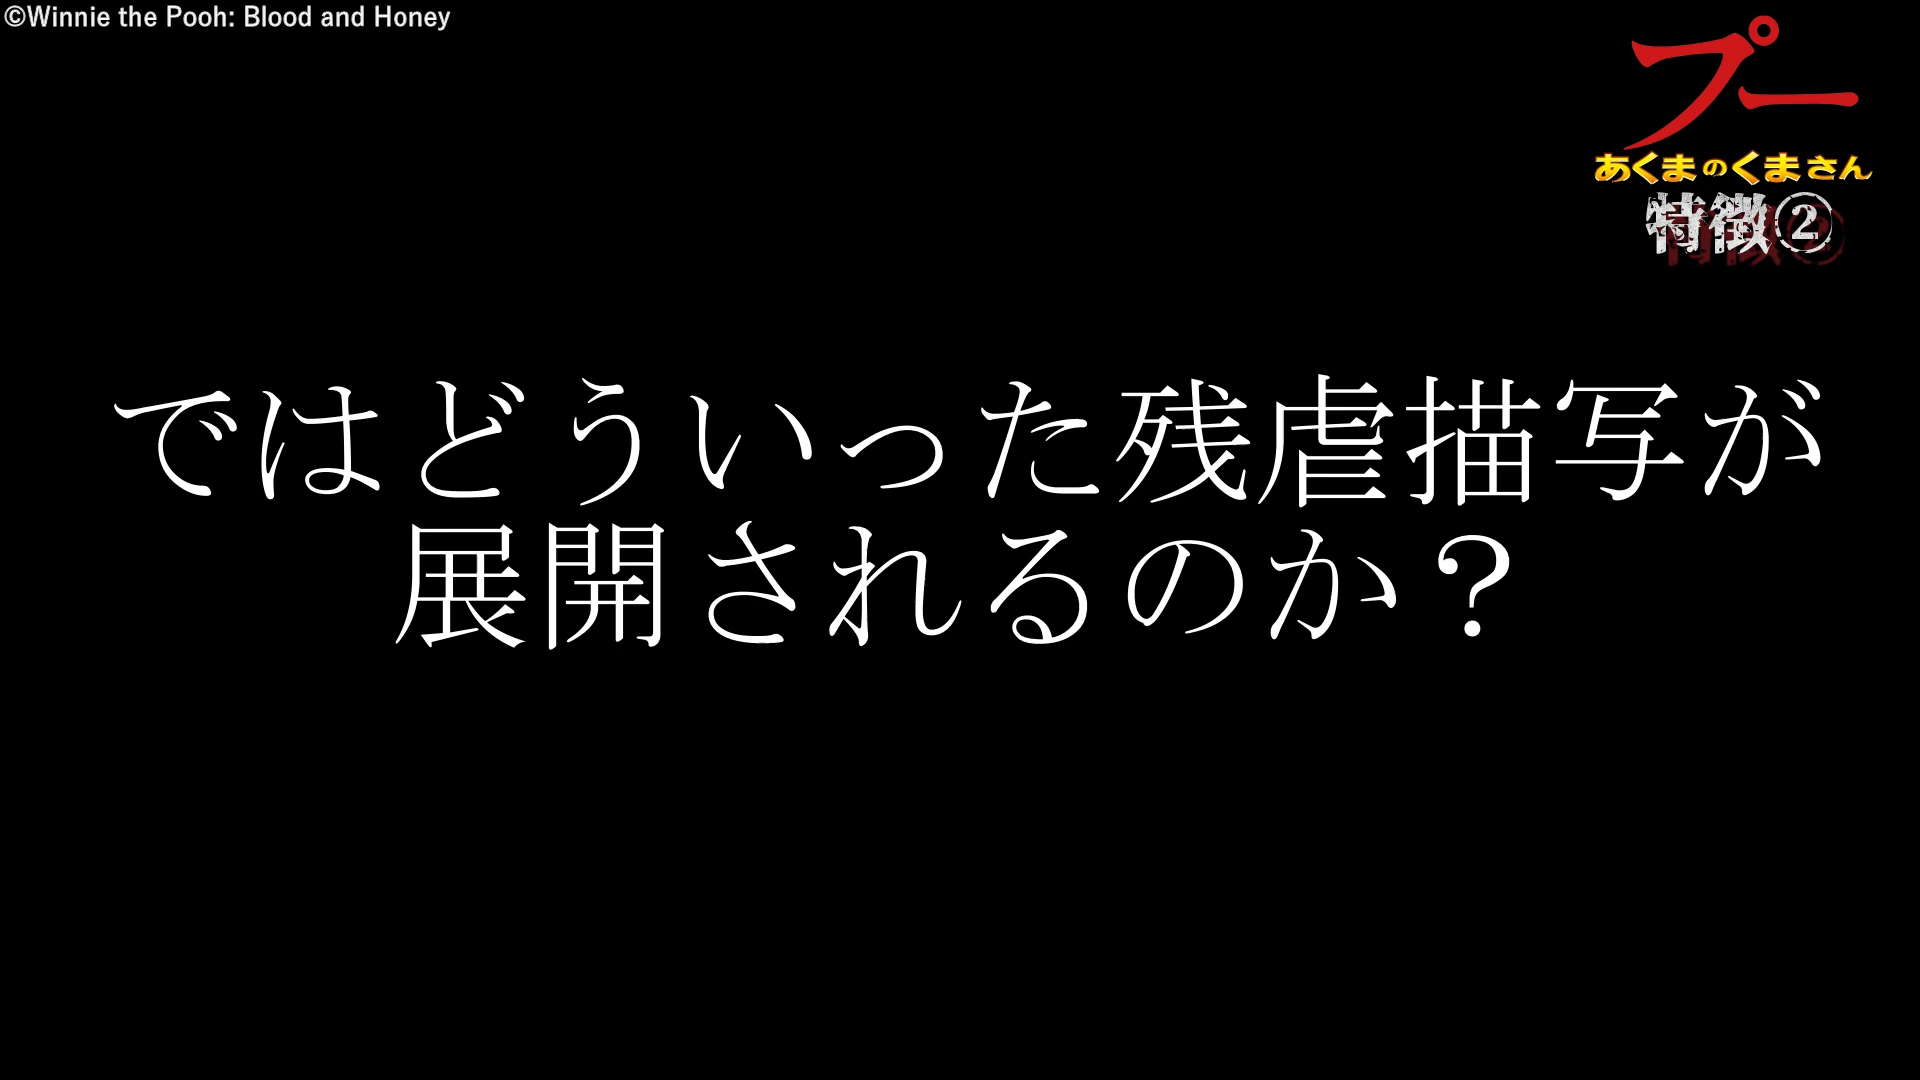 ©Winnie the Pooh: Blood and Honey
プー
あくまのくまさん
特徴②
ではどういった残虐描写が
展開されるのか？